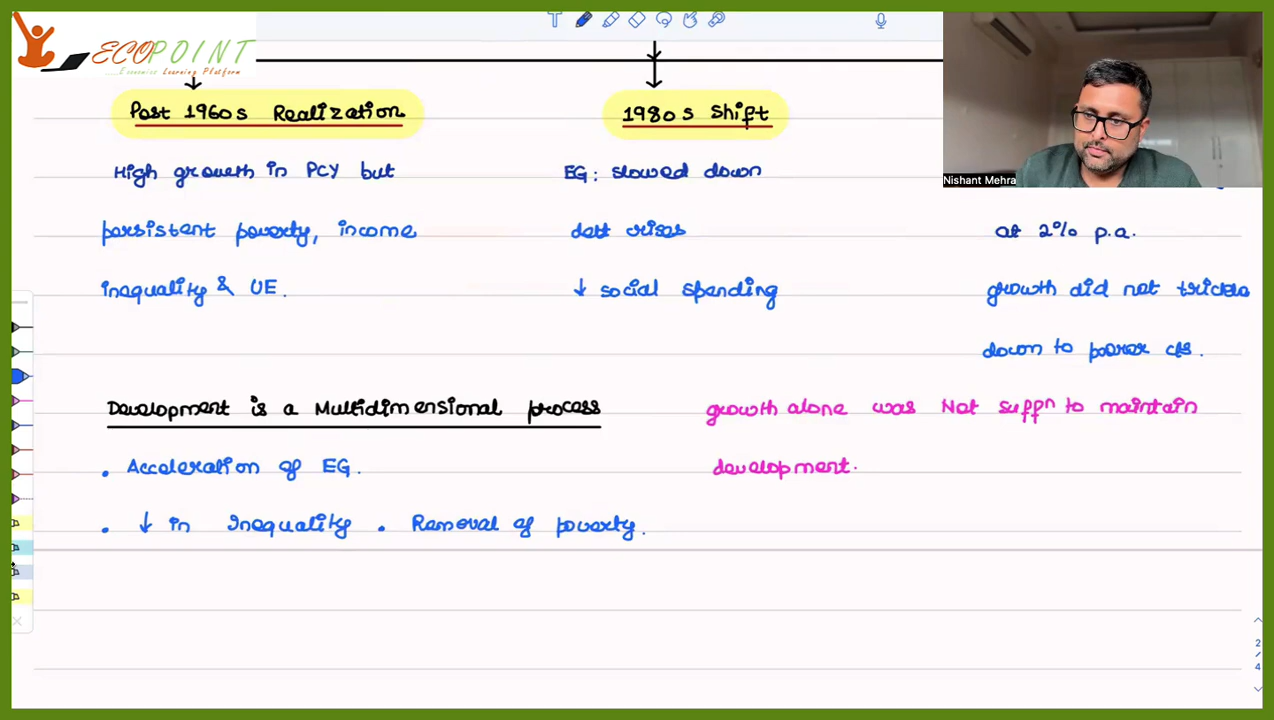 ECOPOINT
....Economics Learning Platform
Post 1960s Realization
High growth in PCY but
persistent poverty, income
inequality & UE.
1980s Shift
EG: slowed down
debt crises
↓ social spending
Nishant Mehra
at 2% p.a.
growth did not trickle
down to poorer cls.
Development is a Multidimensional process
• Acceleration of EG.
• ↓ in Inequality • Removal of poverty.
growth alone was Not suffn to maintain
development.
2
/
4